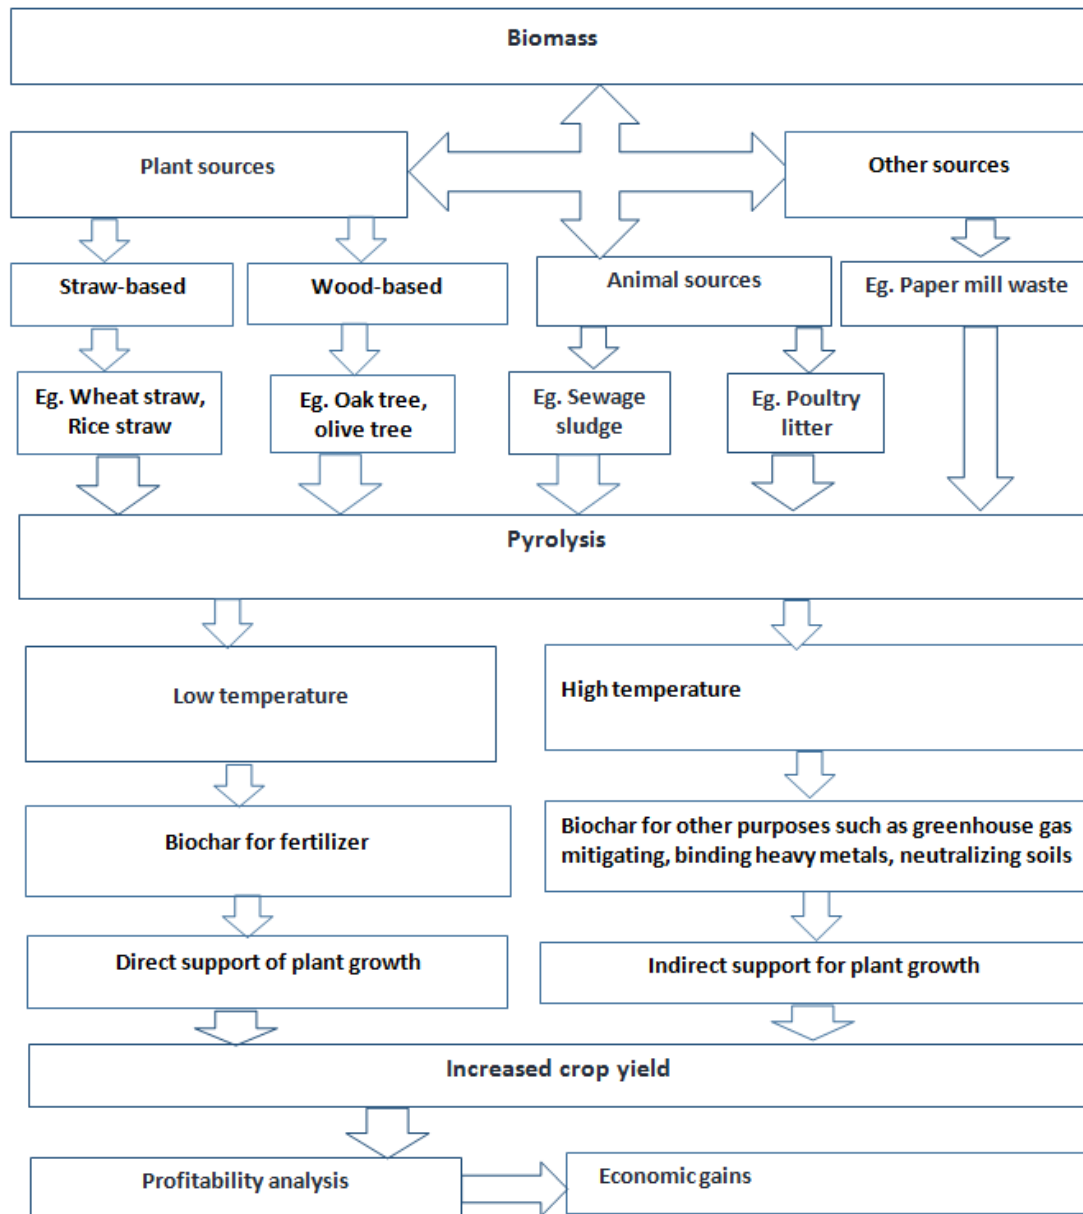 Biomass
Plant sources
Other sources
Straw-based
Wood-based
Animal sources
Eg. Paper mill waste
Eg. Wheat straw,
Rice straw
Eg. Oak tree,
olive tree
Eg. Sewage
sludge
Eg. Poultry
litter
Pyrolysis
Low temperature
High temperature
Biochar for fertilizer
Biochar for other purposes such as greenhouse gas
mitigating, binding heavy metals, neutralizing soils
Direct support of plant growth
Indirect support for plant growth
Increased crop yield
Profitability analysis
Economic gains